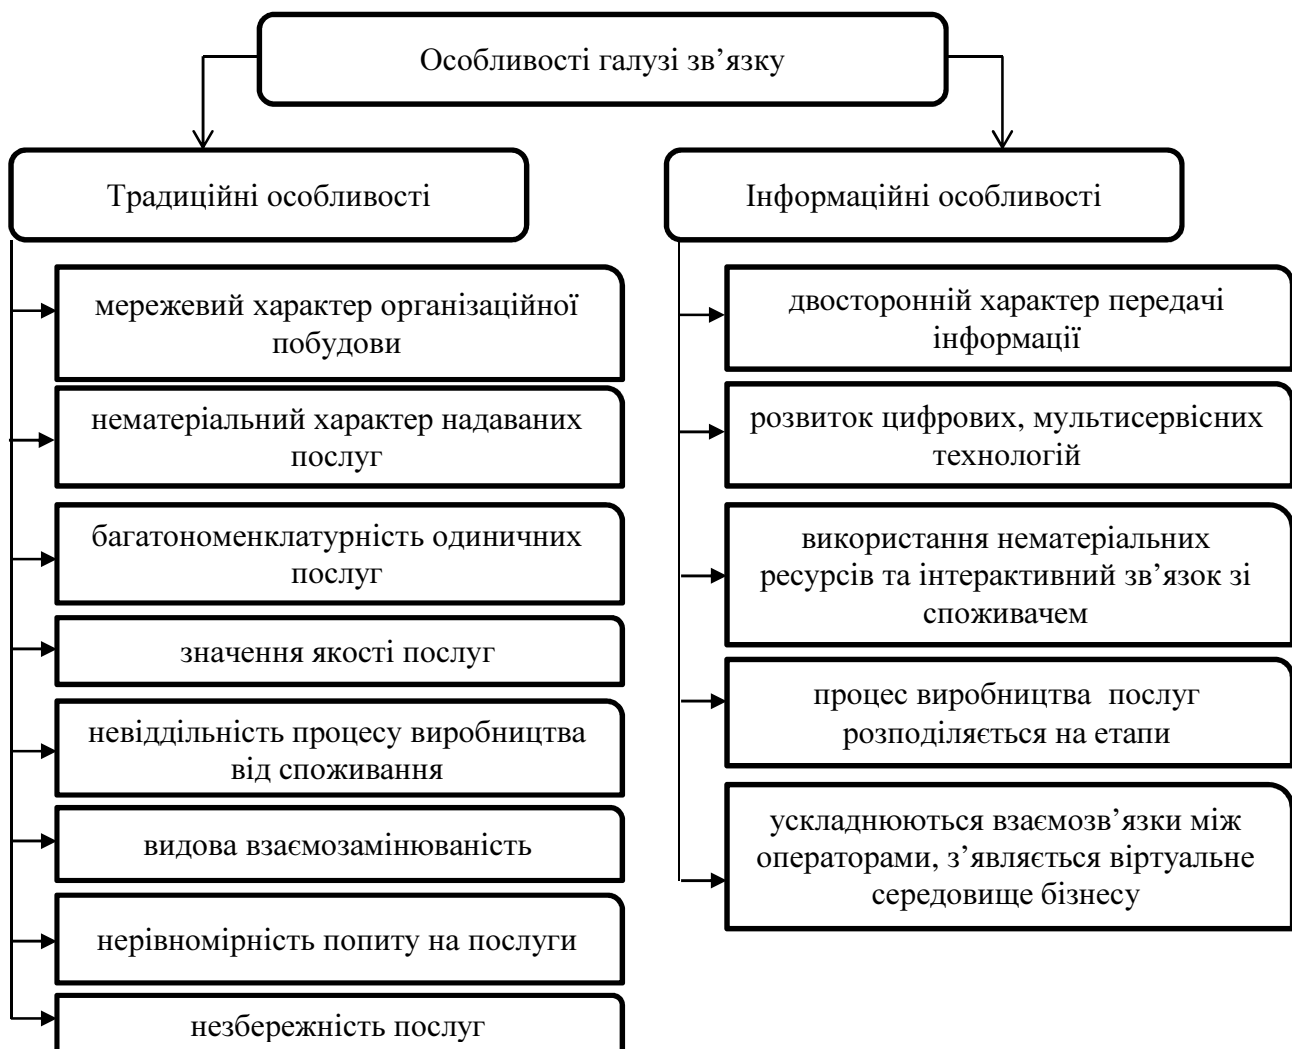 Особливості галузі зв’язку
Традиційні особливості
мережевий характер організаційної
побудови
нематеріальний характер надаваних
послуг
багатономенклатурність одиничних
послуг
значення якості послуг
невіддільність процесу виробництва
від споживання
видова взаємозамінюваність
нерівномірність попиту на послуги
незбережність послуг
Інформаційні особливості
двосторонній характер передачі
інформації
розвиток цифрових, мультисервісних
технологій
використання нематеріальних
ресурсів та інтерактивний зв’язок зі
споживачем
процес виробництва  послуг
розподіляється на етапи
ускладнюються взаємозв’язки між
операторами, з’являється віртуальне
середовище бізнесу